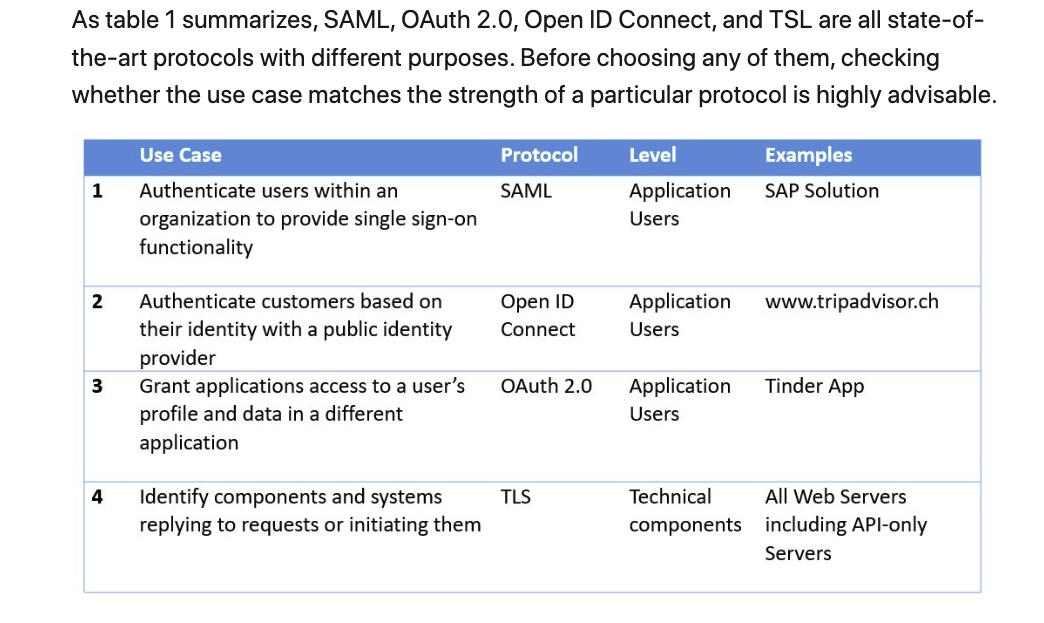 As table 1 summarizes, SAML, OAuth 2.0, Open ID Connect, and TSL are all state-of-
the-art protocols with different purposes. Before choosing any of them, checking
whether the use case matches the strength of a particular protocol is highly advisable.
Use Case Protocol Level Examples
1 Authenticate users within an SAML Application SAP Solution
organization to provide single sign-on Users
functionality
2 Authenticate customers based on Open ID Application www.tripadvisor.ch
their identity with a public identity Connect Users
provider
3 Grant applications access to a user’s OAuth 2.0 Application Tinder App
profile and data in a different Users
application
4 Identify components and systems TLS Technical All Web Servers
replying to requests or initiating them components including API-only
Servers